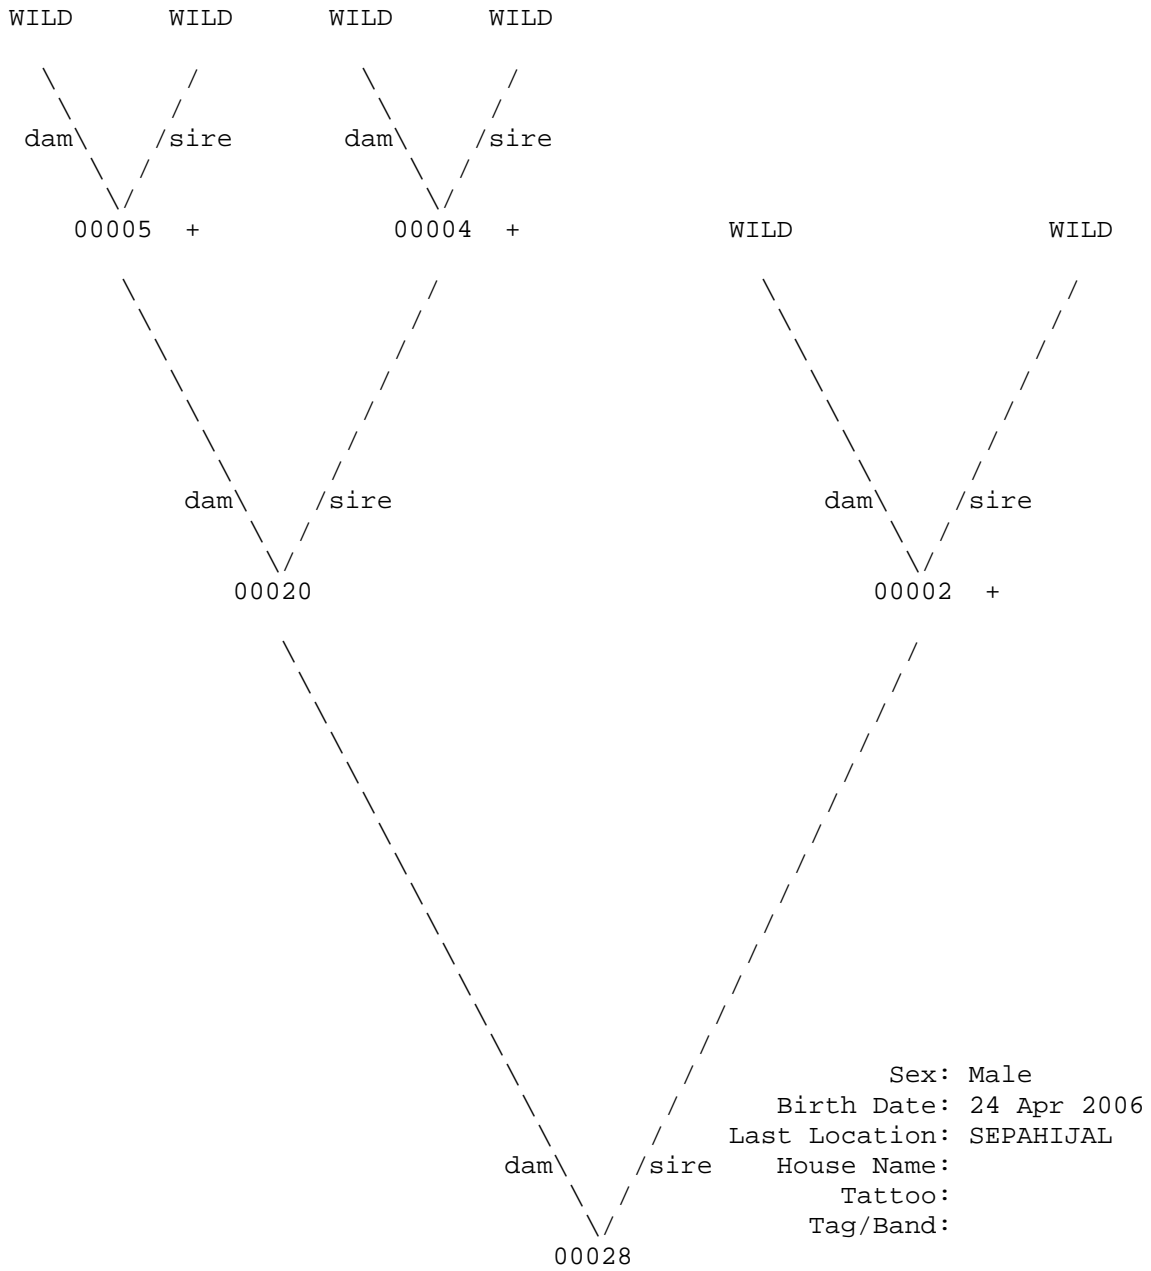 WILD WILD WILD WILD
dam sire dam sire
00005 + 00004 + WILD WILD
dam sire dam sire
00020 00002 +
Sex: Male
Birth Date: 24 Apr 2006
Last Location: SEPAHIJAL
dam sire House Name:
Tattoo:
Tag/Band:
00028